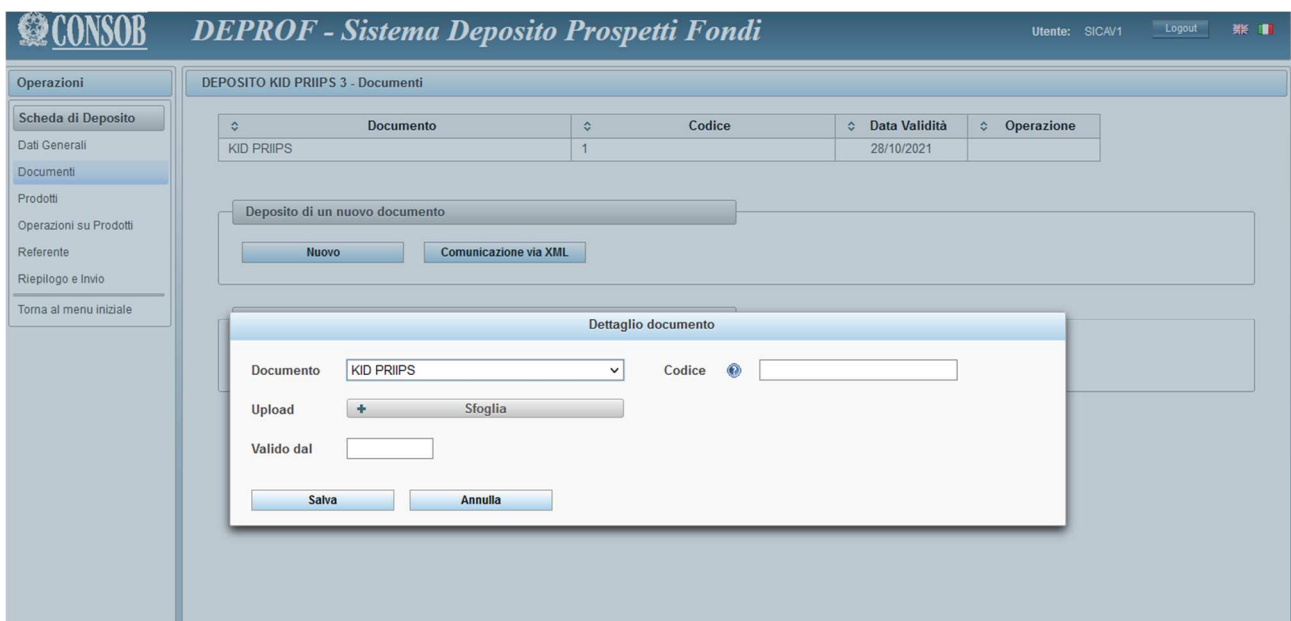 CONSOB
DEPROF - Sistema Deposito Prospetti Fondi
Utente: SICAV1
Logout
Operazioni
Scheda di Deposito
Dati Generali
Documenti
Prodotti
Operazioni su Prodotti
Referente
Riepilogo e Invio
Torna al menu iniziale
DEPOSITO KID PRIIPS 3 - Documenti
Documento Codice Data Validità Operazione
KID PRIIPS 1 28/10/2021
Deposito di un nuovo documento
Nuovo Comunicazione via XML
Dettaglio documento
Documento KID PRIIPS Codice
Upload + Sfoglia
Valido dal
Salva Annulla